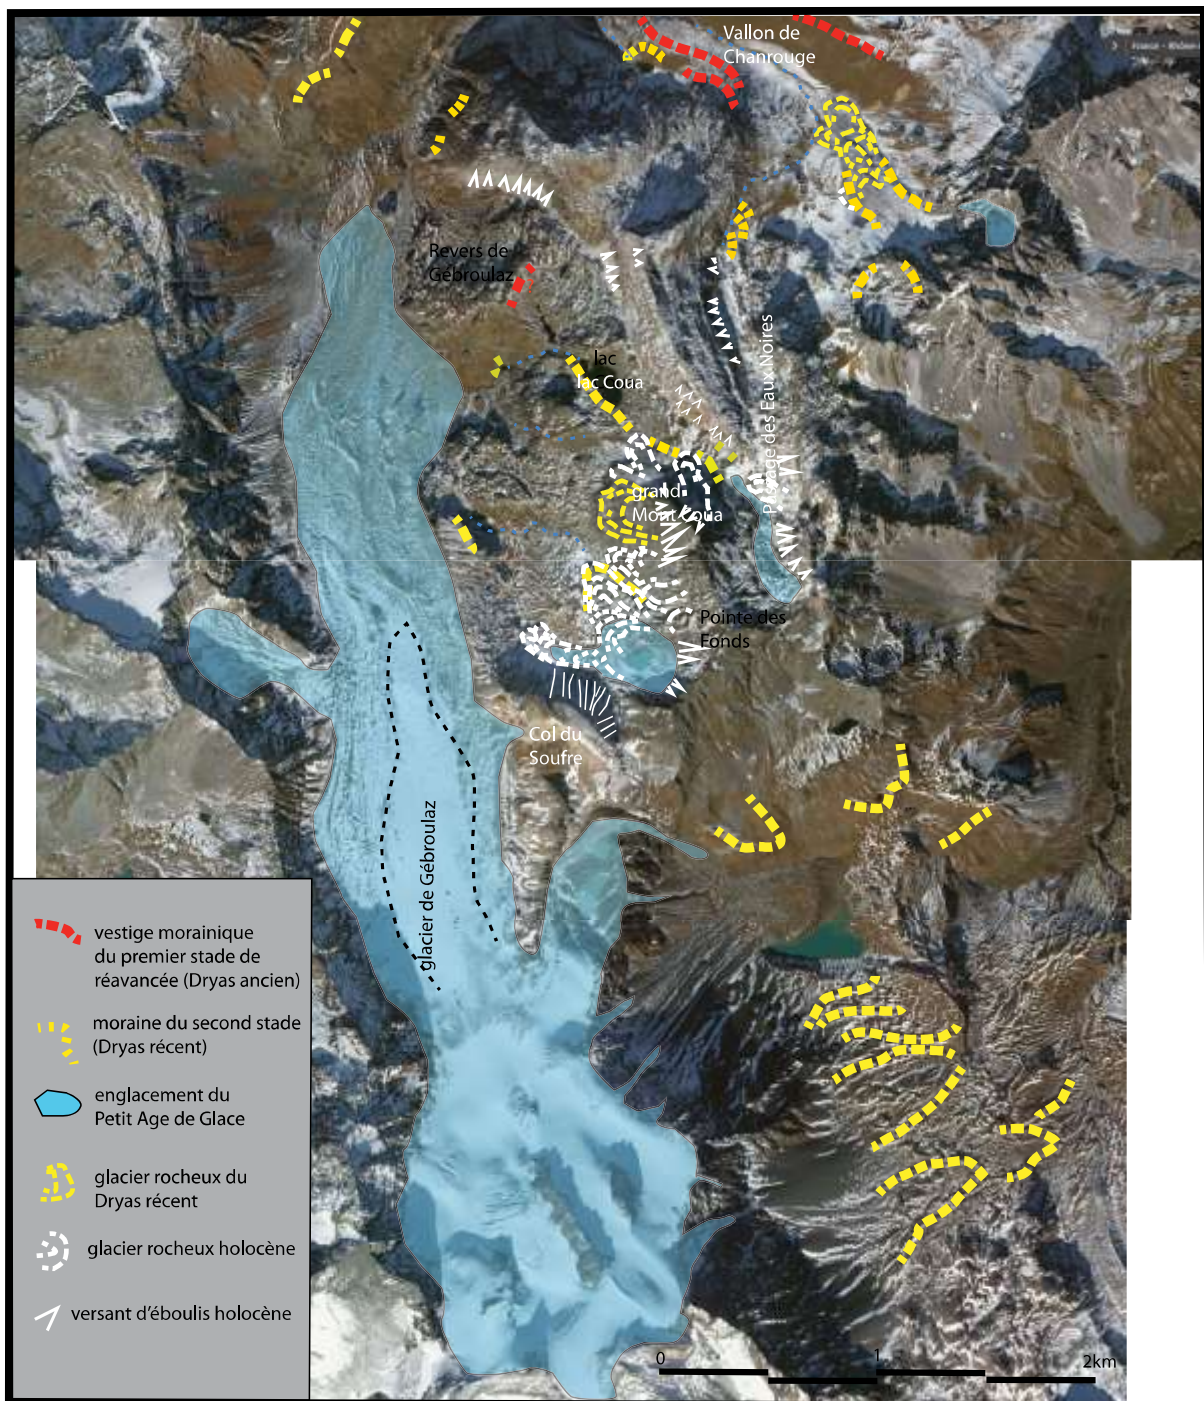 Vallon de
Chanrouge
Revers de
Gébroulaz
lac
lac Coua
Passage des Eaux Noires
grand
Mont Coua
Pointe des
Fonds
Col du
Soufre
glacier de Gébroulaz
vestige morainique
du premier stade de
réavancée (Dryas ancien)
moraine du second stade
(Dryas récent)
englacement du
Petit Age de Glace
glacier rocheux du
Dryas récent
glacier rocheux holocène
versant d'éboulis holocène
0 1 2km